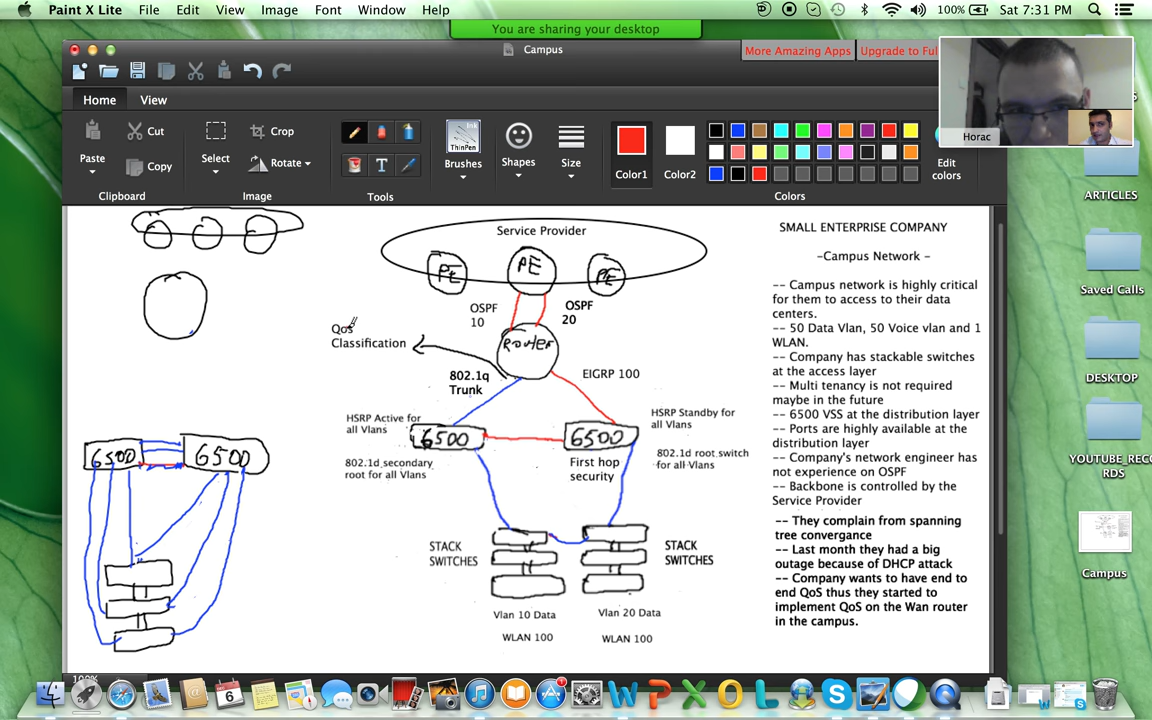 Paint X Lite File Edit View Image Font Window Help 100% Sat 7:31 PM
You are sharing your desktop
Campus
More Amazing Apps Upgrade to Ful
Horac
Home View
Paste
Cut
Copy
Clipboard
Select
Crop
Rotate
Image
Tools
Brushes
Ink
ThinPen
Shapes
Size
Color1
Color2
Edit
colors
Colors
Service Provider
PE PE PE
OSPF
10
OSPF
20
Qos
Classification
ROUTER
802.1q
Trunk
EIGRP 100
HSRP Active for
all Vlans
HSRP Standby for
all Vlans
6500 6500
802.1d secondary
root for all Vlans
First hop
security
802.1d root switch
for all Vlans
6500 6500
STACK
SWITCHES
STACK
SWITCHES
Vlan 10 Data
WLAN 100
Vlan 20 Data
WLAN 100
SMALL ENTERPRISE COMPANY
-Campus Network -
-- Campus network is highly critical
for them to access to their data
centers.
-- 50 Data Vlan, 50 Voice vlan and 1
WLAN.
-- Company has stackable switches
at the access layer
-- Multi tenancy is not required
maybe in the future
-- 6500 VSS at the distribution layer
-- Ports are highly available at the
distribution layer
-- Company's network engineer has
not experience on OSPF
-- Backbone is controlled by the
Service Provider
-- They complain from spanning
tree convergance
-- Last month they had a big
outage because of DHCP attack
-- Company wants to have end to
end QoS thus they started to
implement QoS on the Wan router
in the campus.
100%
ARTICLES
Saved Calls
DESKTOP
YOUTUBE_REC
RDS
Campus